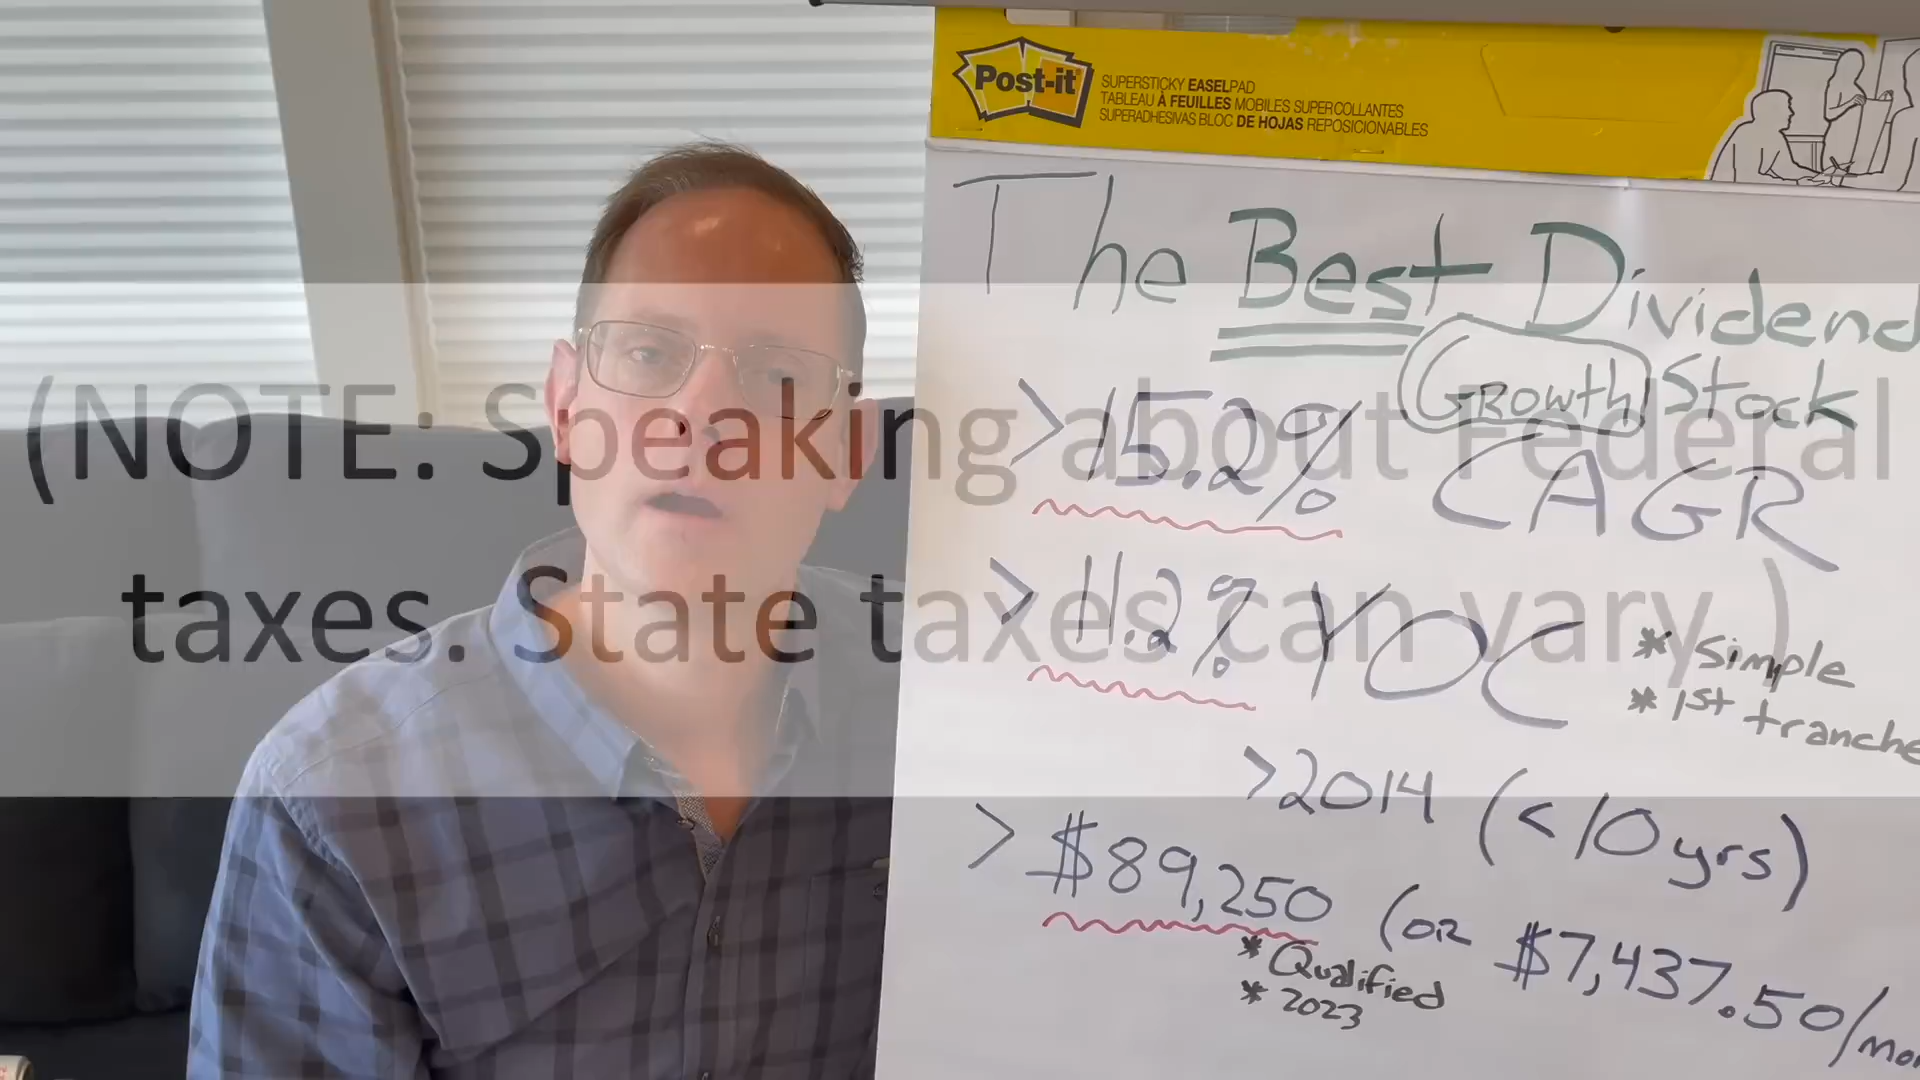 Post-it
SUPERSTICKY EASELPAD
TABLEAU À FEUILLES MOBILES SUPERCOLLANTES
SUPERADHESIVAS BLOC DE HOJAS REPOSICIONABLES
The Best Dividend
Growth Stock
(NOTE: Speaking about Federal
taxes. State taxes can vary.)
>15.2% CAGR
> 11.2% YOC
* Simple
* 1st tranche
>2014 (<10yrs)
> $89,250 (or $7,437.50/mo
* Qualified
* 2023